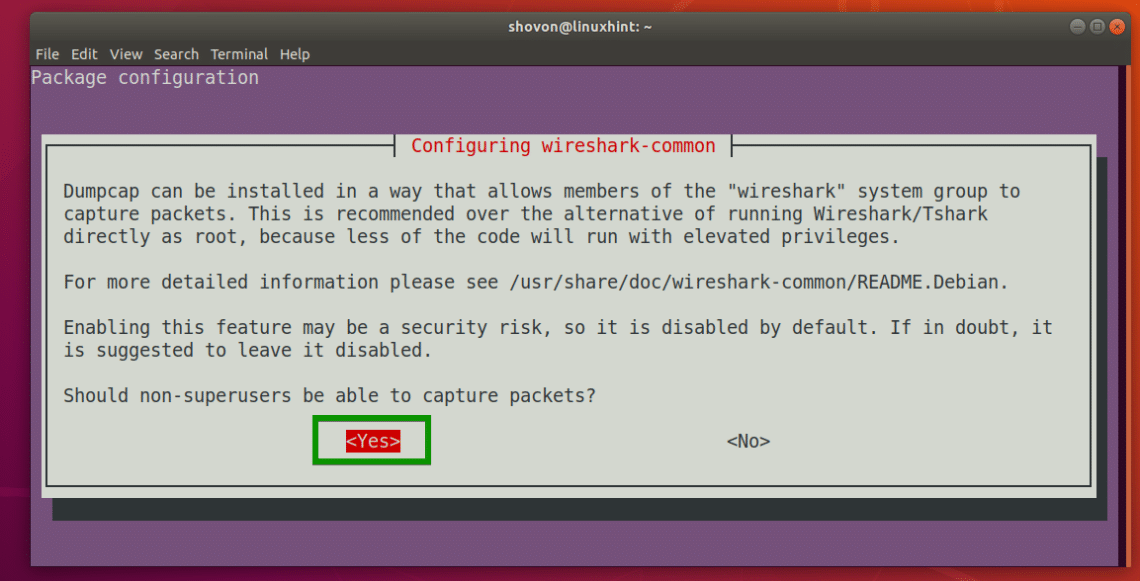 shovon@linuxhint: ~
File Edit View Search Terminal Help
Package configuration
Configuring wireshark-common
Dumpcap can be installed in a way that allows members of the "wireshark" system group to
capture packets. This is recommended over the alternative of running Wireshark/Tshark
directly as root, because less of the code will run with elevated privileges.
For more detailed information please see /usr/share/doc/wireshark-common/README.Debian.
Enabling this feature may be a security risk, so it is disabled by default. If in doubt, it
is suggested to leave it disabled.
Should non-superusers be able to capture packets?
<Yes> <No>